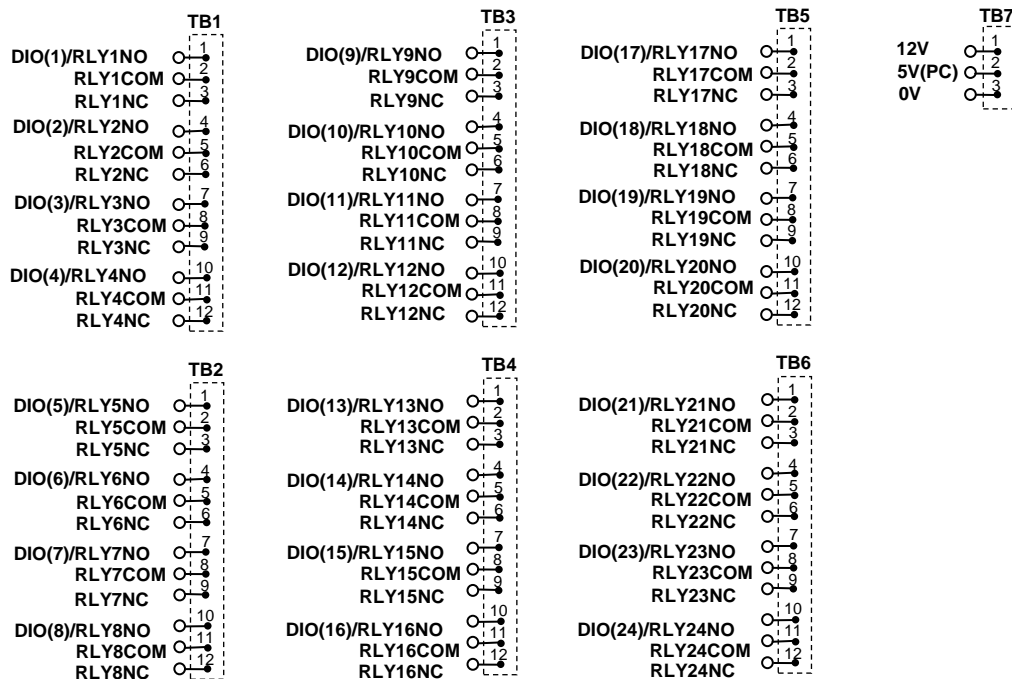 TB1
DIO(1)/RLY1NO 1
RLY1COM 2
RLY1NC 3
DIO(2)/RLY2NO 4
RLY2COM 5
RLY2NC 6
DIO(3)/RLY3NO 7
RLY3COM 8
RLY3NC 9
DIO(4)/RLY4NO 10
RLY4COM 11
RLY4NC 12
TB2
DIO(5)/RLY5NO 1
RLY5COM 2
RLY5NC 3
DIO(6)/RLY6NO 4
RLY6COM 5
RLY6NC 6
DIO(7)/RLY7NO 7
RLY7COM 8
RLY7NC 9
DIO(8)/RLY8NO 10
RLY8COM 11
RLY8NC 12
TB3
DIO(9)/RLY9NO 1
RLY9COM 2
RLY9NC 3
DIO(10)/RLY10NO 4
RLY10COM 5
RLY10NC 6
DIO(11)/RLY11NO 7
RLY11COM 8
RLY11NC 9
DIO(12)/RLY12NO 10
RLY12COM 11
RLY12NC 12
TB4
DIO(13)/RLY13NO 1
RLY13COM 2
RLY13NC 3
DIO(14)/RLY14NO 4
RLY14COM 5
RLY14NC 6
DIO(15)/RLY15NO 7
RLY15COM 8
RLY15NC 9
DIO(16)/RLY16NO 10
RLY16COM 11
RLY16NC 12
TB5
DIO(17)/RLY17NO 1
RLY17COM 2
RLY17NC 3
DIO(18)/RLY18NO 4
RLY18COM 5
RLY18NC 6
DIO(19)/RLY19NO 7
RLY19COM 8
RLY19NC 9
DIO(20)/RLY20NO 10
RLY20COM 11
RLY20NC 12
TB6
DIO(21)/RLY21NO 1
RLY21COM 2
RLY21NC 3
DIO(22)/RLY22NO 4
RLY22COM 5
RLY22NC 6
DIO(23)/RLY23NO 7
RLY23COM 8
RLY23NC 9
DIO(24)/RLY24NO 10
RLY24COM 11
RLY24NC 12
TB7
12V 1
5V(PC) 2
0V 3